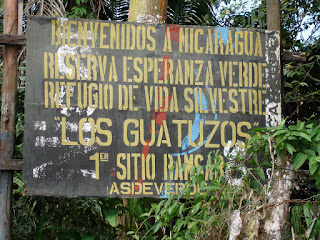 BIENVENIDOS A NICARAGUA
RESERVA ESPERANZA VERDE
REFUGIO DE VIDA SILVESTRE
"LOS GUATUZOS"
1ER SITIO RAMSAR
ASDEVERDE